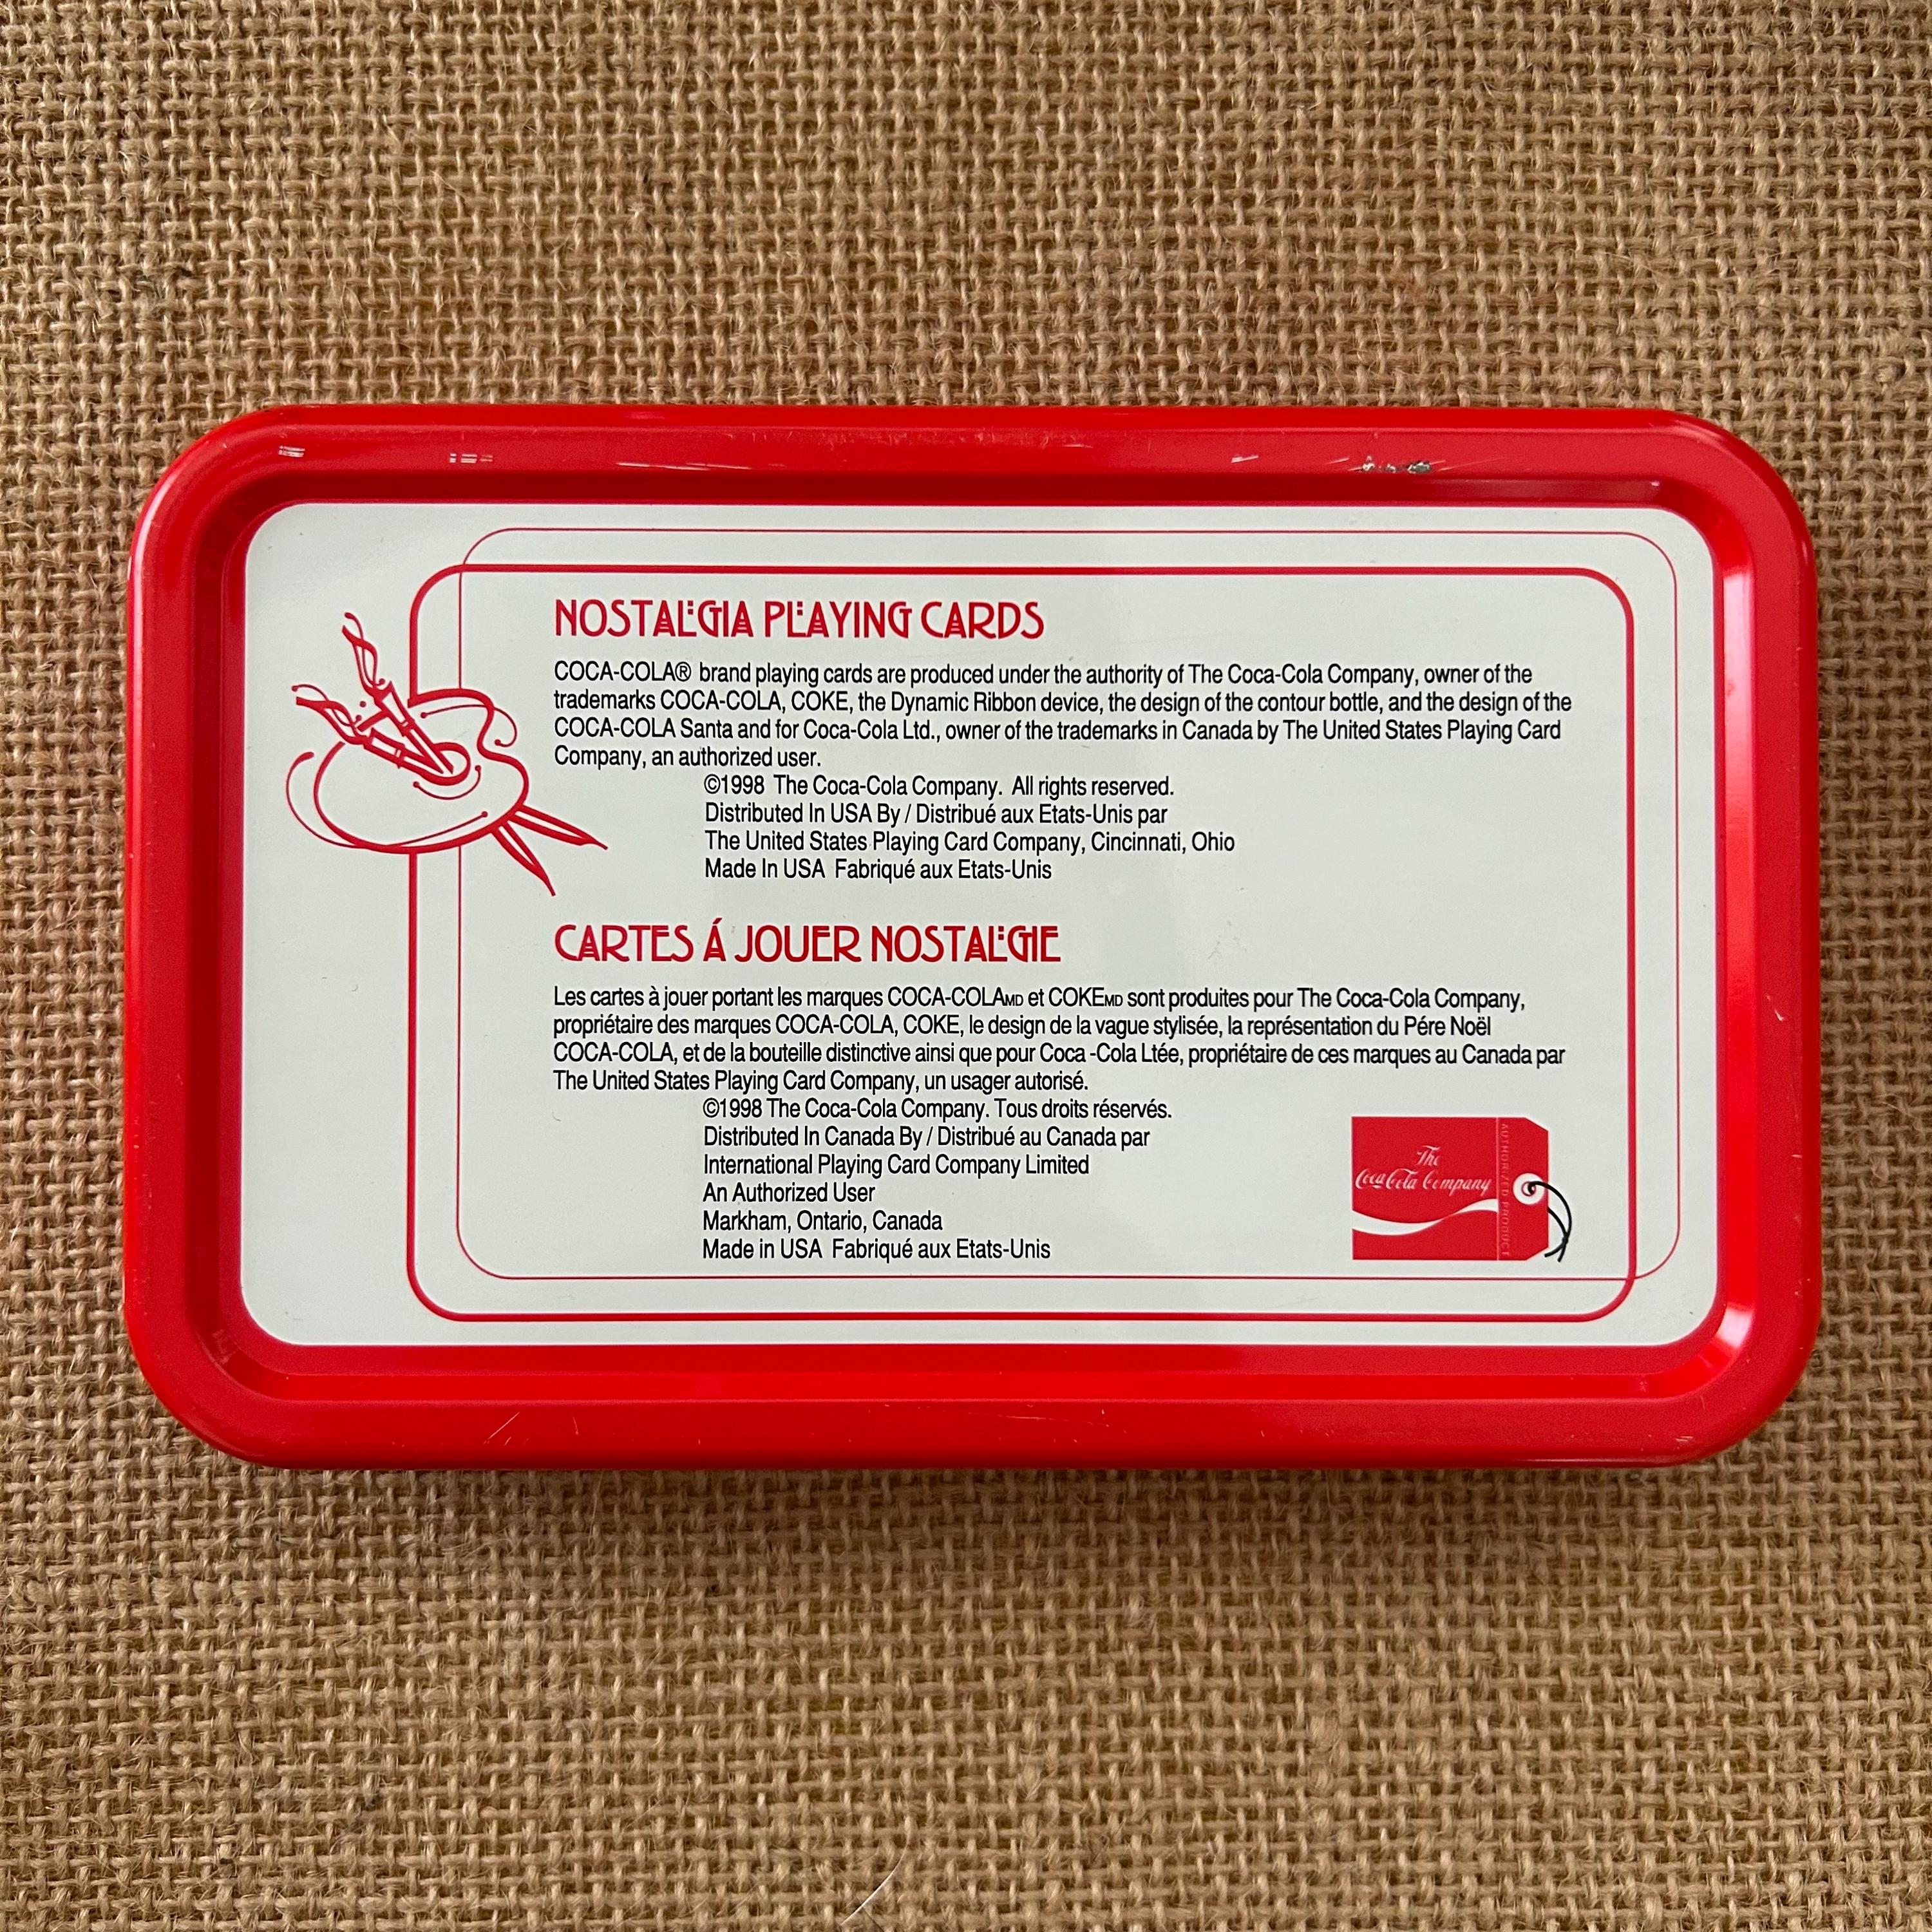 NOSTALGIA PLAYING CARDS
COCA-COLA® brand playing cards are produced under the authority of The Coca-Cola Company, owner of the
trademarks COCA-COLA, COKE, the Dynamic Ribbon device, the design of the contour bottle, and the design of the
COCA-COLA Santa and for Coca-Cola Ltd., owner of the trademarks in Canada by The United States Playing Card
Company, an authorized user.
©1998 The Coca-Cola Company. All rights reserved.
Distributed In USA By / Distribué aux Etats-Unis par
The United States Playing Card Company, Cincinnati, Ohio
Made In USA Fabriqué aux Etats-Unis
CARTES Á JOUER NOSTALGIE
Les cartes à jouer portant les marques COCA-COLAMD et COKEMD sont produites pour The Coca-Cola Company,
propriétaire des marques COCA-COLA, COKE, le design de la vague stylisée, la représentation du Pére Noël
COCA-COLA, et de la bouteille distinctive ainsi que pour Coca -Cola Ltée, propriétaire de ces marques au Canada par
The United States Playing Card Company, un usager autorisé.
©1998 The Coca-Cola Company. Tous droits réservés.
Distributed In Canada By / Distribué au Canada par
International Playing Card Company Limited
An Authorized User
Markham, Ontario, Canada
Made in USA Fabriqué aux Etats-Unis
The
Coca-Cola Company
AUTHORIZED PRODUCT